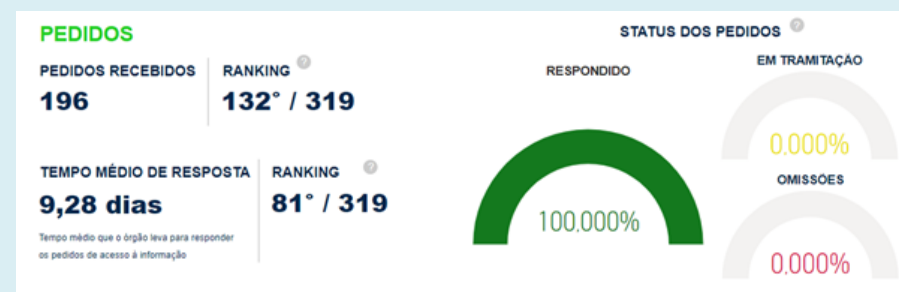 PEDIDOS
PEDIDOS RECEBIDOS
196
RANKING ?
132° / 319
TEMPO MÉDIO DE RESPOSTA
9,28 dias
Tempo médio que o órgão leva para responder
os pedidos de acesso á informação
RANKING ?
81° / 319
STATUS DOS PEDIDOS ?
RESPONDIDO
100,000%
EM TRAMITAÇÃO
0,000%
OMISSÕES
0,000%